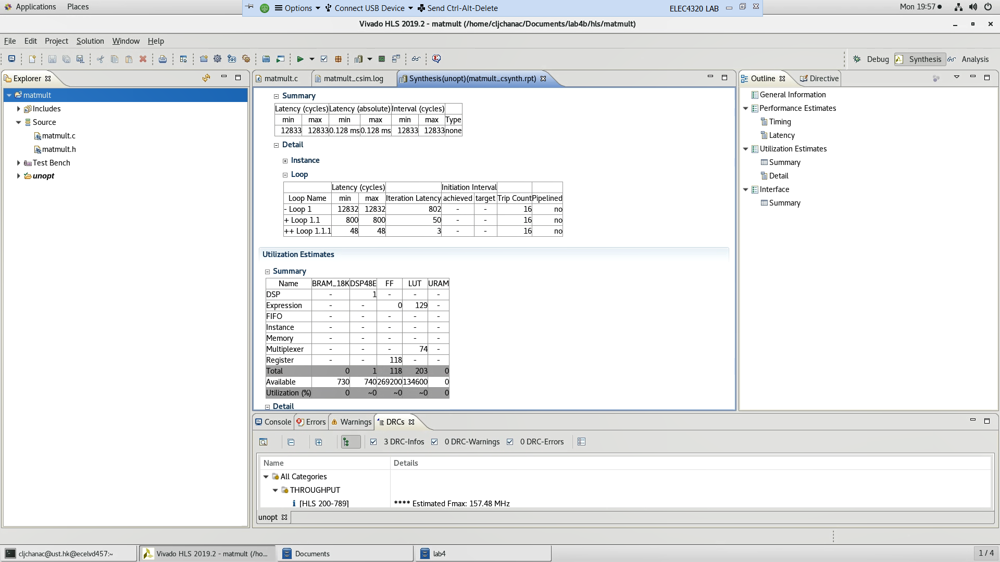 Applications Places Options Connect USB Device Send Ctrl-Alt-Delete ELEC4320 LAB Mon 19:57
Vivado HLS 2019.2 - matmult (/home/cljchanac/Documents/lab4b/hls/matmult)
File Edit Project Solution Window Help
Debug Synthesis Analysis
Explorer
matmult
Includes
Source
matmult.c
matmult.h
Test Bench
unopt
matmult.c matmult_csim.log Synthesis(unopt)(matmult_csynth.rpt)
Summary
Latency (cycles) Latency (absolute) Interval (cycles)
min max min max min max Type
12833 12833 0.128 ms 0.128 ms 12833 12833 none
Detail
Instance
Loop
Latency (cycles) Initiation Interval
Loop Name min max Iteration Latency achieved target Trip Count Pipelined
- Loop 1 12832 12832 802 - - 16 no
+ Loop 1.1 800 800 50 - - 16 no
++ Loop 1.1.1 48 48 3 - - 16 no
Utilization Estimates
Summary
Name BRAM_18K DSP48E FF LUT URAM
DSP - 1 - - -
Expression - - 0 129 -
FIFO - - - - -
Instance - - - - -
Memory - - - - -
Multiplexer - - - 74 -
Register - - 118 - -
Total 0 1 118 203 0
Available 730 740 269200 134600 0
Utilization (%) 0 ~0 ~0 ~0 0
Detail
Outline Directive
General Information
Performance Estimates
Timing
Latency
Utilization Estimates
Summary
Detail
Interface
Summary
Console Errors Warnings DRCs
3 DRC-Infos 0 DRC-Warnings 0 DRC-Errors
Name Details
All Categories
THROUGHPUT
[HLS 200-789] **** Estimated Fmax: 157.48 MHz
unopt
cljchanac@ust.hk@ecelvd457:~ Vivado HLS 2019.2 - matmult (/ho... Documents lab4 1 / 4